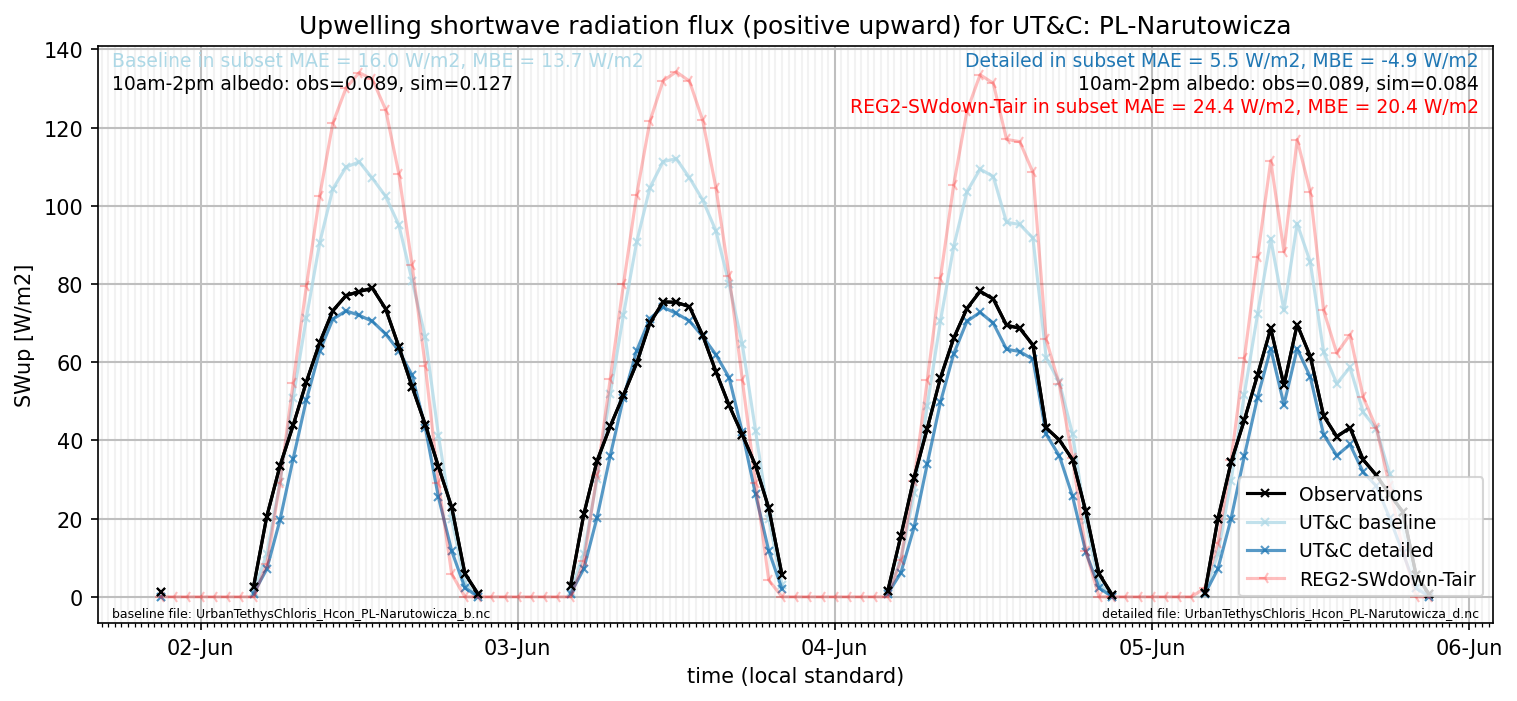 Upwelling shortwave radiation flux (positive upward) for UT&C: PL-Narutowicza
Baseline in subset MAE = 16.0 W/m2, MBE = 13.7 W/m2
10am-2pm albedo: obs=0.089, sim=0.127
Detailed in subset MAE = 5.5 W/m2, MBE = -4.9 W/m2
10am-2pm albedo: obs=0.089, sim=0.084
REG2-SWdown-Tair in subset MAE = 24.4 W/m2, MBE = 20.4 W/m2
SWup [W/m2]
140
120
100
80
60
40
20
0
Observations
UT&C baseline
UT&C detailed
REG2-SWdown-Tair
baseline file: UrbanTethysChloris_Hcon_PL-Narutowicza_b.nc
detailed file: UrbanTethysChloris_Hcon_PL-Narutowicza_d.nc
02-Jun
03-Jun
04-Jun
05-Jun
06-Jun
time (local standard)